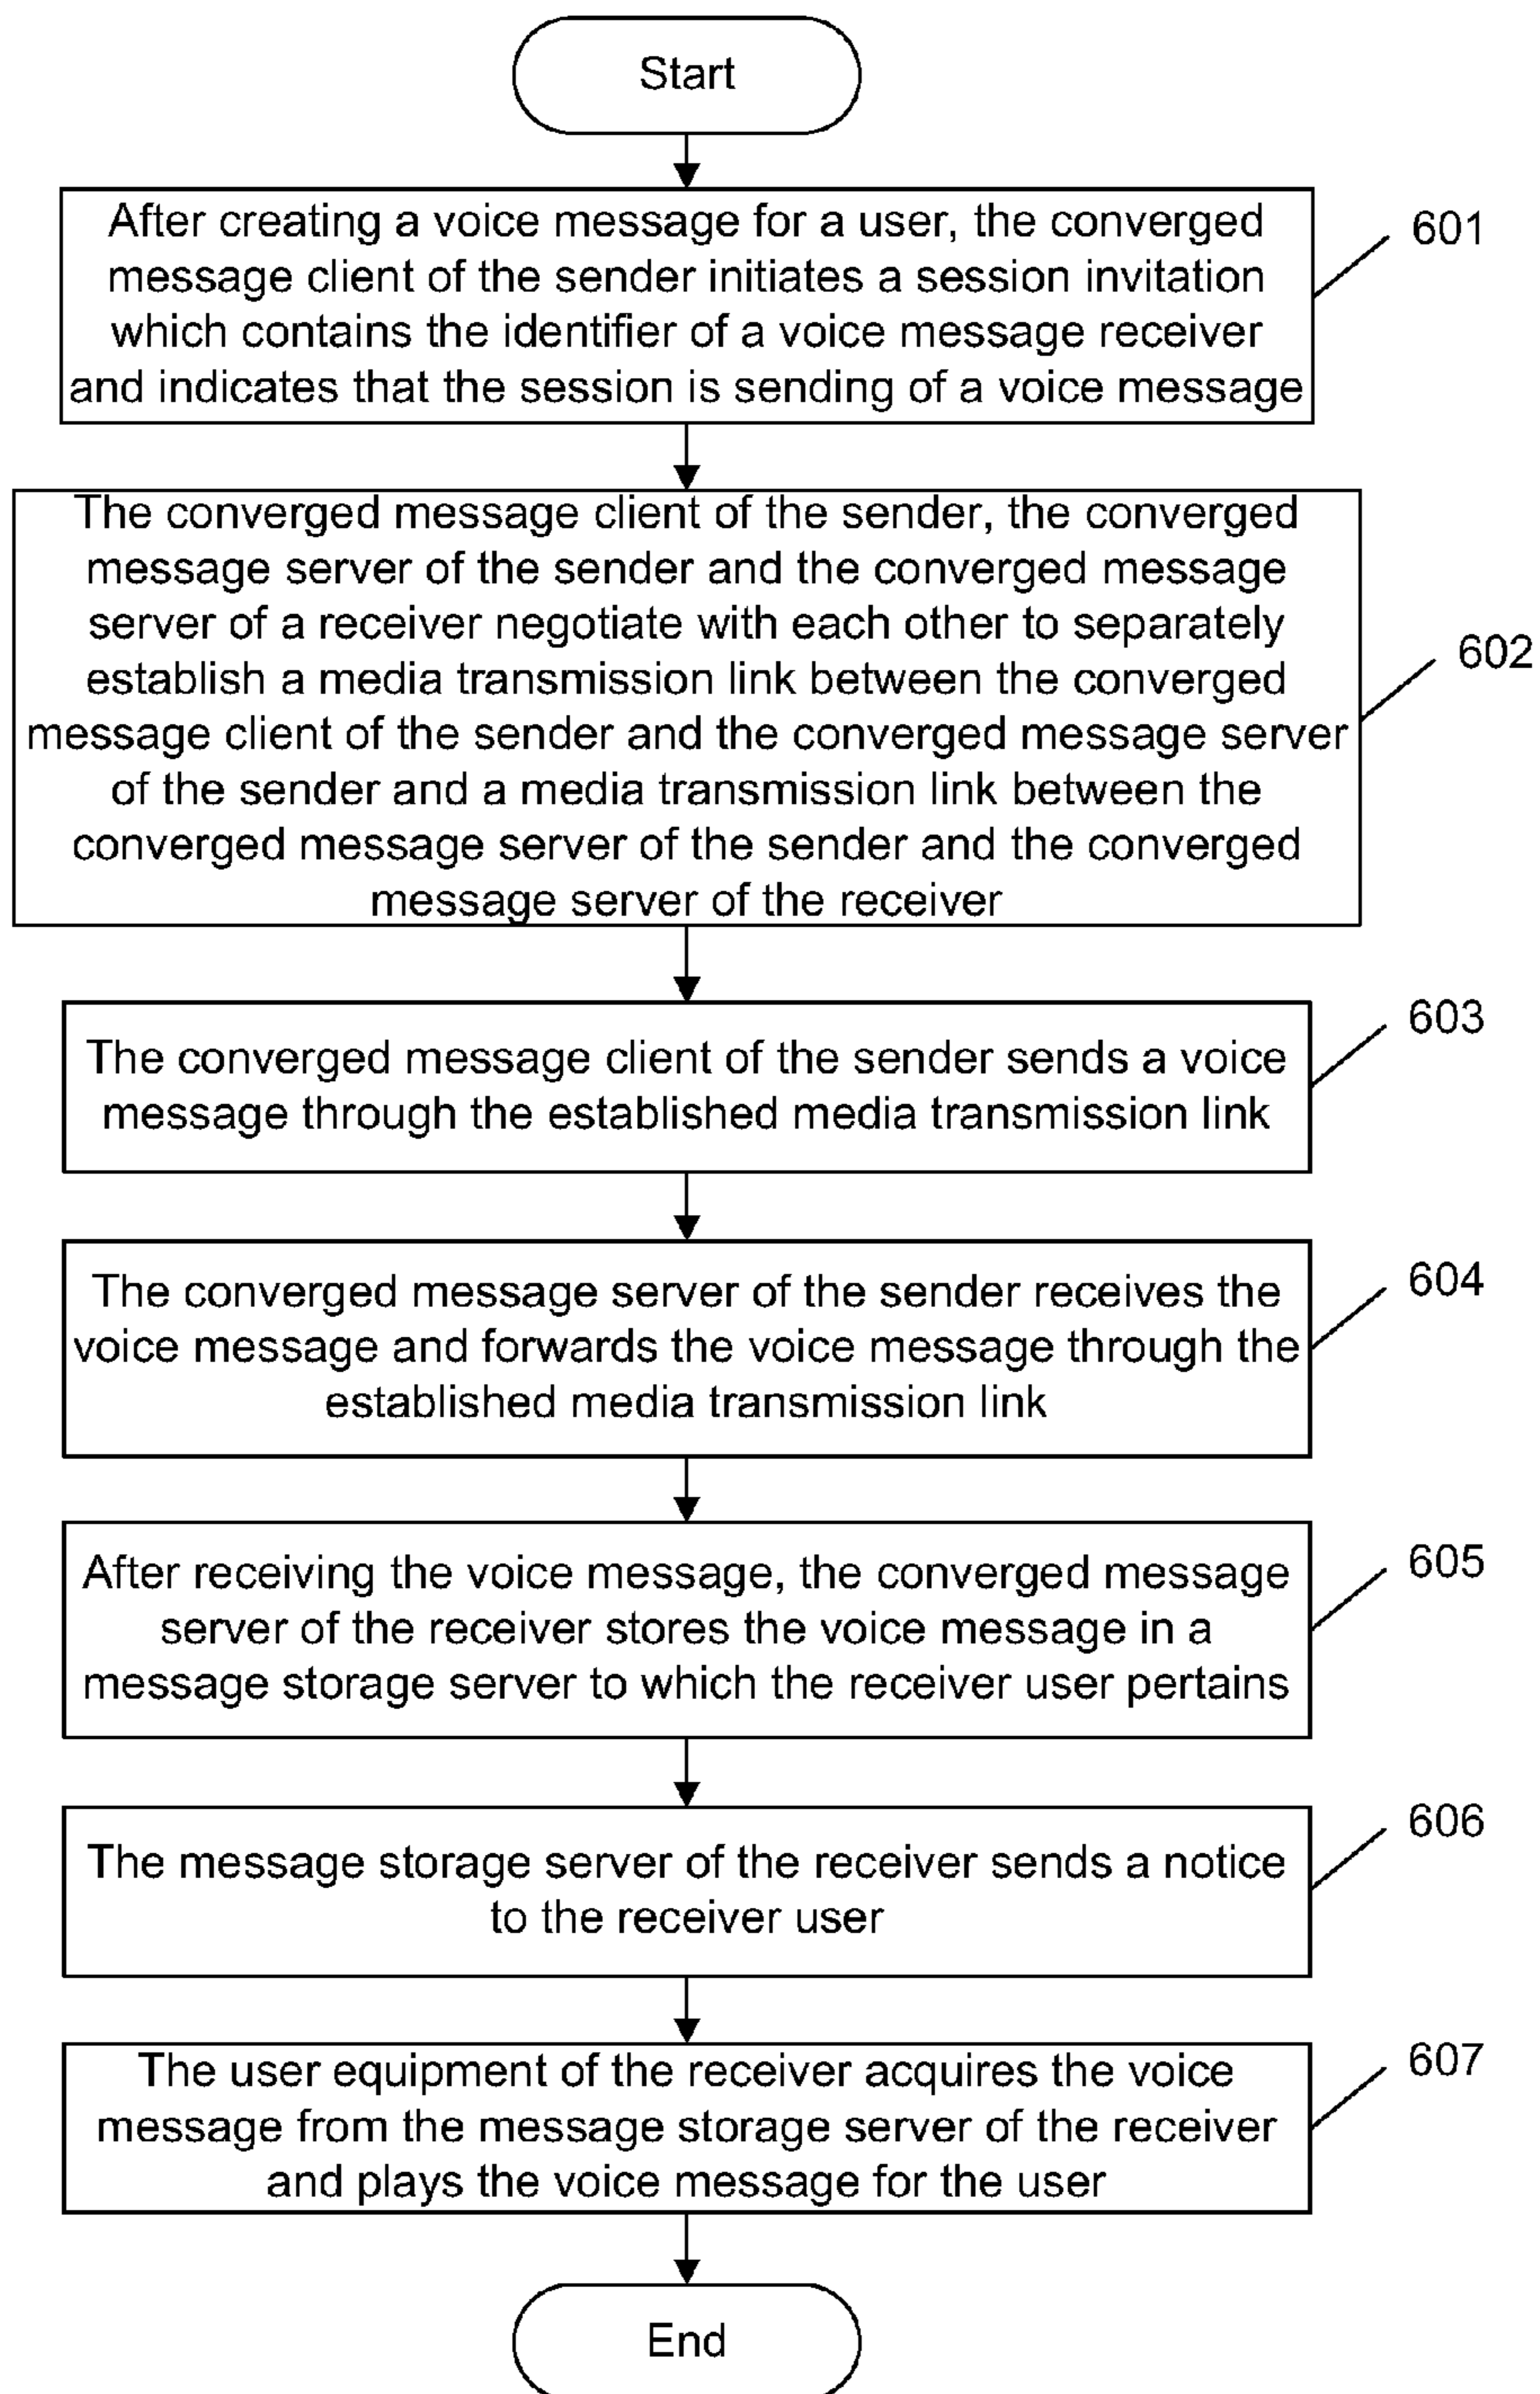 Start
After creating a voice message for a user, the converged
message client of the sender initiates a session invitation
which contains the identifier of a voice message receiver
and indicates that the session is sending of a voice message
601
The converged message client of the sender, the converged
message server of the sender and the converged message
server of a receiver negotiate with each other to separately
establish a media transmission link between the converged
message client of the sender and the converged message server
of the sender and a media transmission link between the
converged message server of the sender and the converged
message server of the receiver
602
The converged message client of the sender sends a voice
message through the established media transmission link
603
The converged message server of the sender receives the
voice message and forwards the voice message through the
established media transmission link
604
After receiving the voice message, the converged message
server of the receiver stores the voice message in a
message storage server to which the receiver user pertains
605
The message storage server of the receiver sends a notice
to the receiver user
606
The user equipment of the receiver acquires the voice
message from the message storage server of the receiver
and plays the voice message for the user
607
End